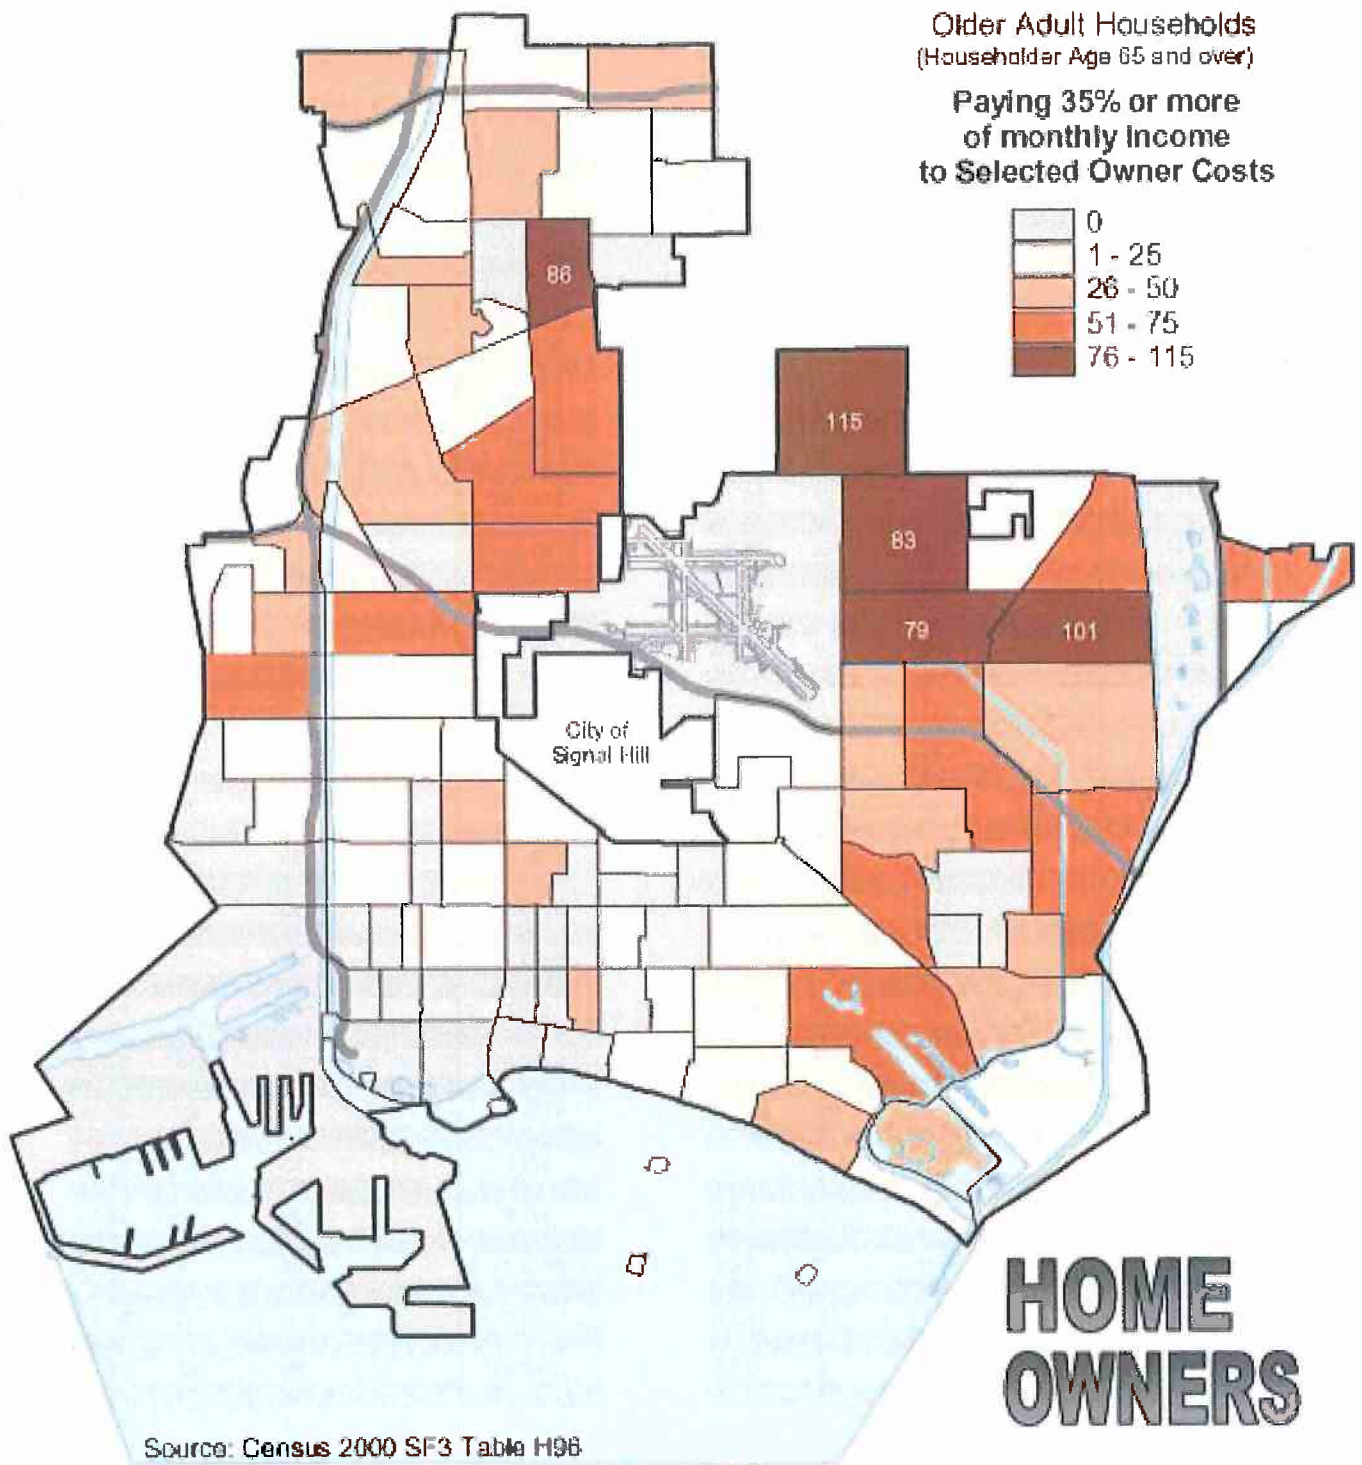 Older Adult Households
(Householder Age 65 and over)
Paying 35% or more
of monthly Income
to Selected Owner Costs
0
1 - 25
26 - 50
51 - 75
76 - 115
86
115
83
79
101
City of
Signal Hill
HOME
OWNERS
Source: Census 2000 SF3 Table H96